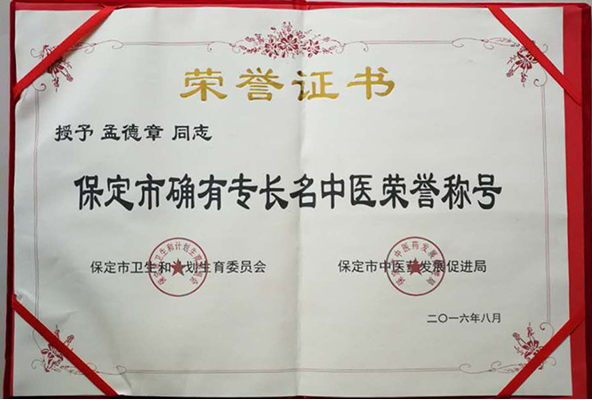 荣誉证书
授予 孟德章 同志
保定市确有专长名中医荣誉称号
保定市卫生和计划生育委员会 保定市中医药发展促进局
二〇一六年八月